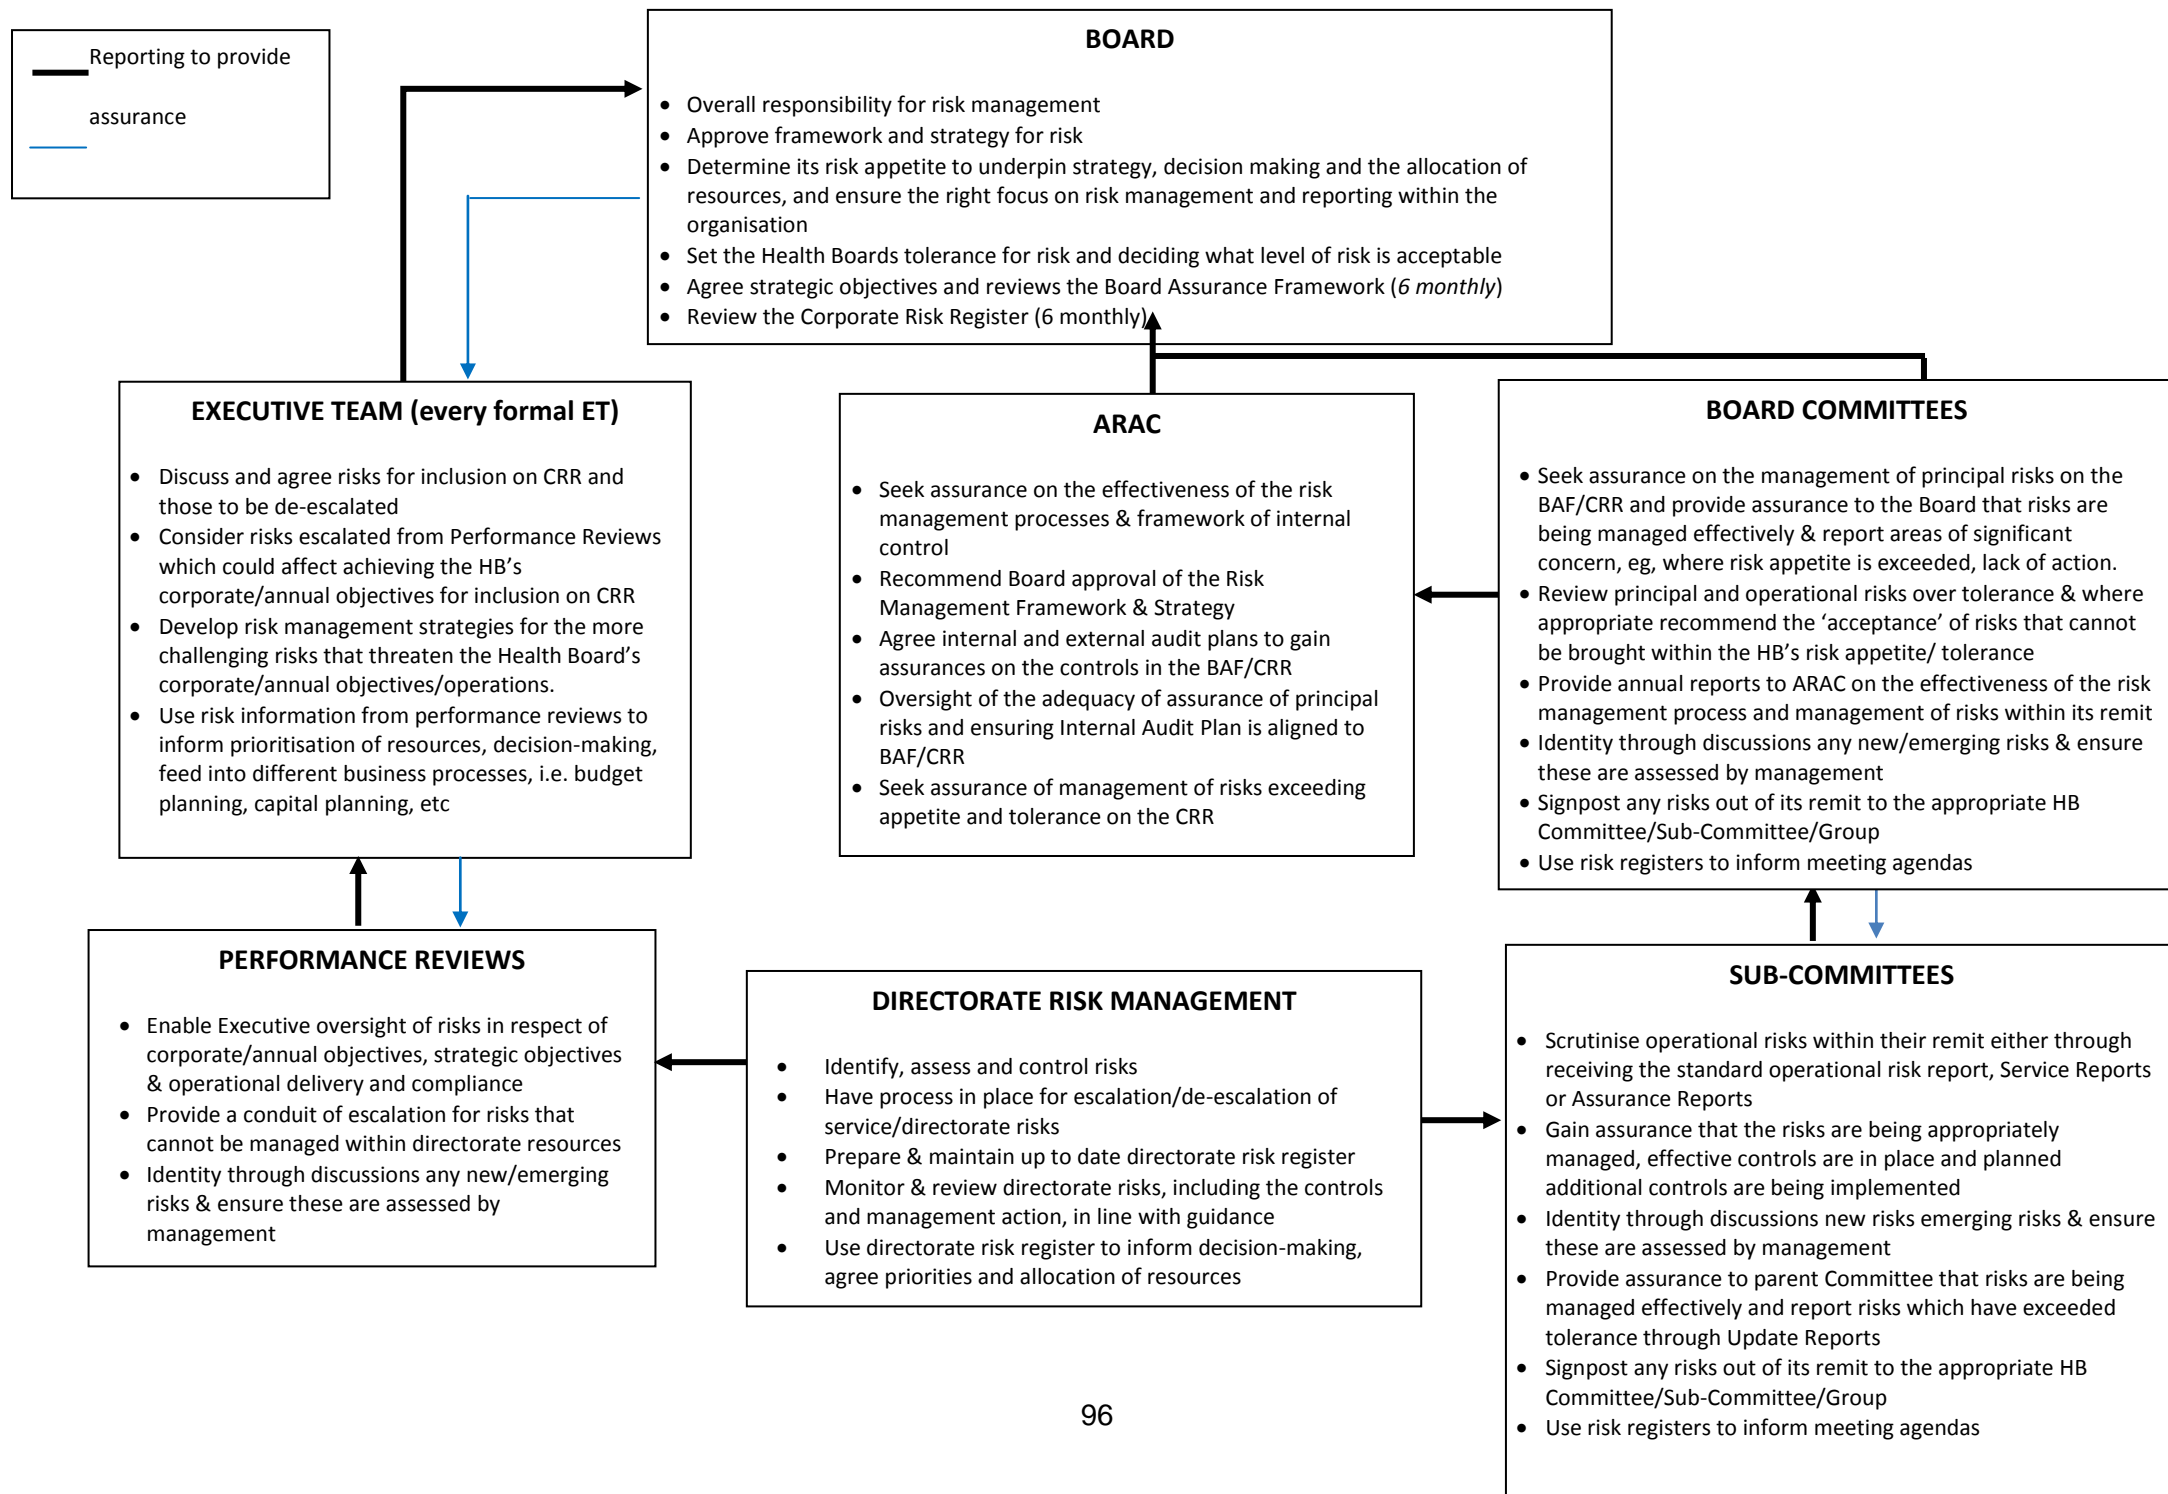 Reporting to provide
assurance
BOARD
• Overall responsibility for risk management
• Approve framework and strategy for risk
• Determine its risk appetite to underpin strategy, decision making and the allocation of
resources, and ensure the right focus on risk management and reporting within the
organisation
• Set the Health Boards tolerance for risk and deciding what level of risk is acceptable
• Agree strategic objectives and reviews the Board Assurance Framework (6 monthly)
• Review the Corporate Risk Register (6 monthly)
EXECUTIVE TEAM (every formal ET)
• Discuss and agree risks for inclusion on CRR and
those to be de-escalated
• Consider risks escalated from Performance Reviews
which could affect achieving the HB’s
corporate/annual objectives for inclusion on CRR
• Develop risk management strategies for the more
challenging risks that threaten the Health Board’s
corporate/annual objectives/operations.
• Use risk information from performance reviews to
inform prioritisation of resources, decision-making,
feed into different business processes, i.e. budget
planning, capital planning, etc
ARAC
• Seek assurance on the effectiveness of the risk
management processes & framework of internal
control
• Recommend Board approval of the Risk
Management Framework & Strategy
• Agree internal and external audit plans to gain
assurances on the controls in the BAF/CRR
• Oversight of the adequacy of assurance of principal
risks and ensuring Internal Audit Plan is aligned to
BAF/CRR
• Seek assurance of management of risks exceeding
appetite and tolerance on the CRR
BOARD COMMITTEES
• Seek assurance on the management of principal risks on the
BAF/CRR and provide assurance to the Board that risks are
being managed effectively & report areas of significant
concern, eg, where risk appetite is exceeded, lack of action.
• Review principal and operational risks over tolerance & where
appropriate recommend the ‘acceptance’ of risks that cannot
be brought within the HB’s risk appetite/ tolerance
• Provide annual reports to ARAC on the effectiveness of the risk
management process and management of risks within its remit
• Identity through discussions any new/emerging risks & ensure
these are assessed by management
• Signpost any risks out of its remit to the appropriate HB
Committee/Sub-Committee/Group
• Use risk registers to inform meeting agendas
PERFORMANCE REVIEWS
• Enable Executive oversight of risks in respect of
corporate/annual objectives, strategic objectives
& operational delivery and compliance
• Provide a conduit of escalation for risks that
cannot be managed within directorate resources
• Identity through discussions any new/emerging
risks & ensure these are assessed by
management
DIRECTORATE RISK MANAGEMENT
• Identify, assess and control risks
• Have process in place for escalation/de-escalation of
service/directorate risks
• Prepare & maintain up to date directorate risk register
• Monitor & review directorate risks, including the controls
and management action, in line with guidance
• Use directorate risk register to inform decision-making,
agree priorities and allocation of resources
SUB-COMMITTEES
• Scrutinise operational risks within their remit either through
receiving the standard operational risk report, Service Reports
or Assurance Reports
• Gain assurance that the risks are being appropriately
managed, effective controls are in place and planned
additional controls are being implemented
• Identity through discussions new risks emerging risks & ensure
these are assessed by management
• Provide assurance to parent Committee that risks are being
managed effectively and report risks which have exceeded
tolerance through Update Reports
• Signpost any risks out of its remit to the appropriate HB
Committee/Sub-Committee/Group
• Use risk registers to inform meeting agendas
96